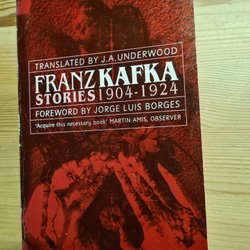 TRANSLATED BY J.A.UNDERWOOD
FRANZ KAFKA
STORIES 1904-1924
FOREWORD BY JORGE LUIS BORGES
'Acquire this necessary book' MARTIN AMIS, OBSERVER